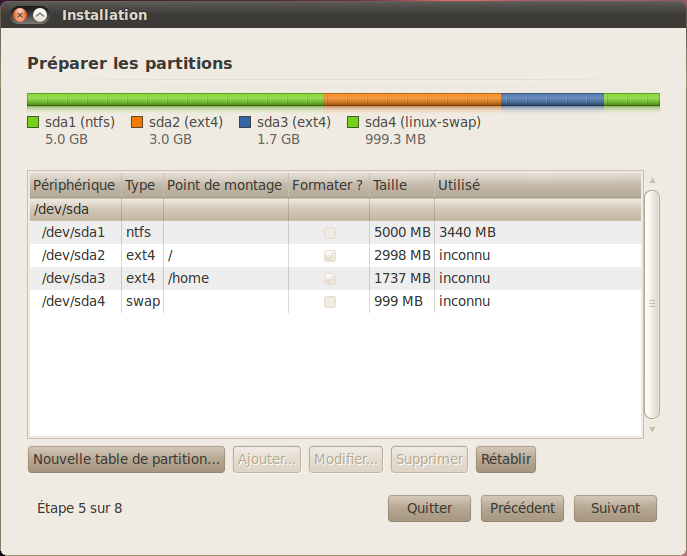 Installation
Préparer les partitions
sda1 (ntfs) sda2 (ext4) sda3 (ext4) sda4 (linux-swap)
5.0 GB 3.0 GB 1.7 GB 999.3 MB
Périphérique Type Point de montage Formater ? Taille Utilisé
/dev/sda
/dev/sda1 ntfs 5000 MB 3440 MB
/dev/sda2 ext4 / 2998 MB inconnu
/dev/sda3 ext4 /home 1737 MB inconnu
/dev/sda4 swap 999 MB inconnu
Nouvelle table de partition... Ajouter... Modifier... Supprimer Rétablir
Étape 5 sur 8 Quitter Précédent Suivant